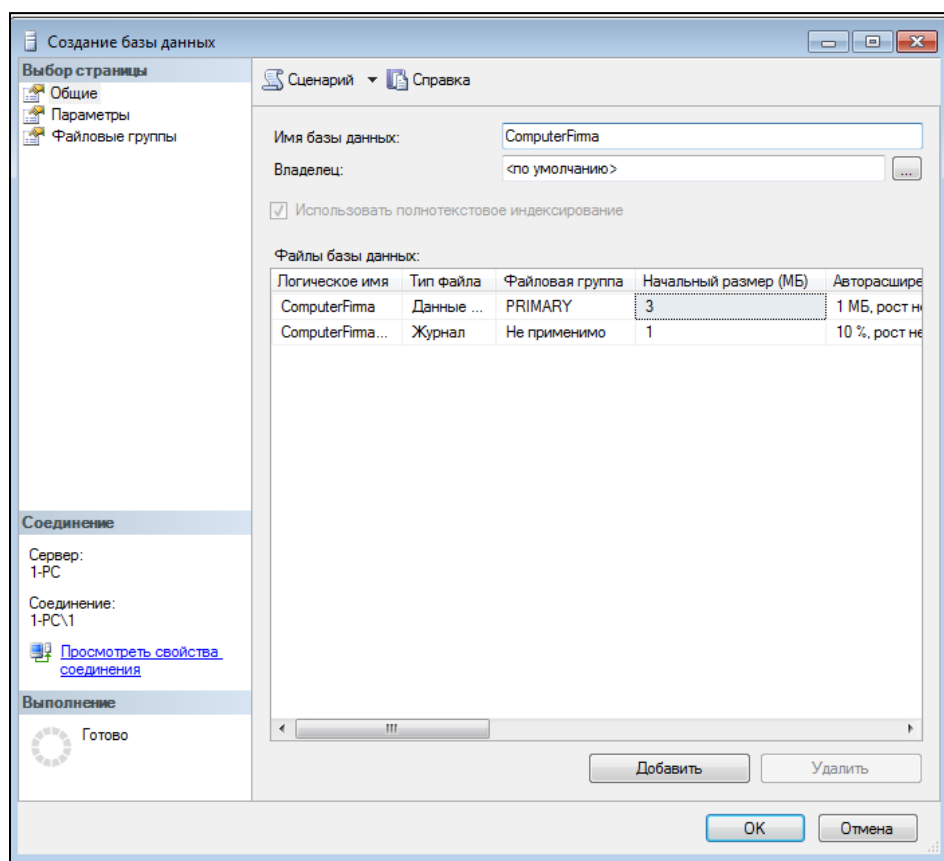 Создание базы данных
Выбор страницы
Общие
Параметры
Файловые группы
Сценарий Справка
Имя базы данных: ComputerFirma
Владелец: <по умолчанию> ...
Использовать полнотекстовое индексирование
Файлы базы данных:
Логическое имя Тип файла Файловая группа Начальный размер (МБ) Авторасшире
ComputerFirma Данные ... PRIMARY 3 1 МБ, рост н
ComputerFirma... Журнал Не применимо 1 10 %, рост не
Соединение
Сервер:
1-PC
Соединение:
1-PC\1
Просмотреть свойства
соединения
Выполнение
Готово
Добавить Удалить
OK Отмена